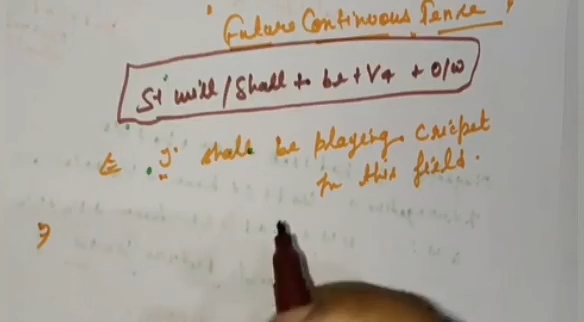 ' Future Continuous Tense '
S+ will / Shall + be + V4 + O/w
E. I shall be playing cricket
in this field.